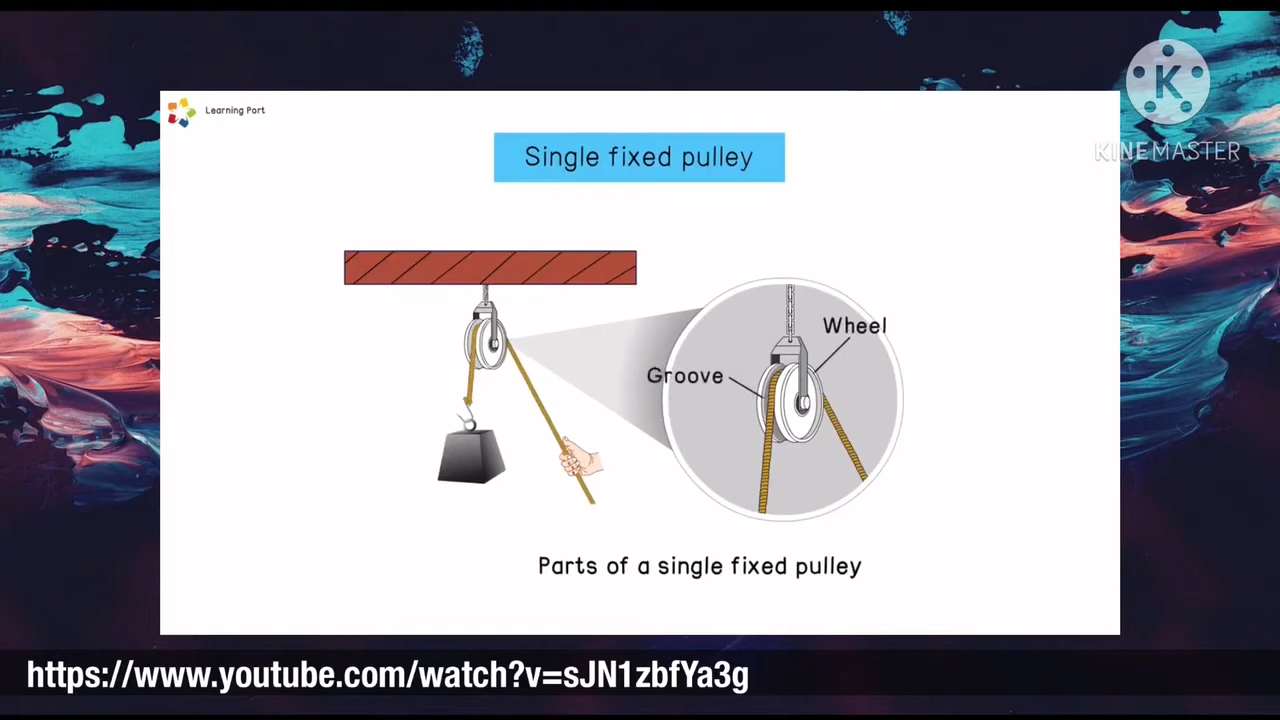 Learning Port
K
KINEMASTER
Single fixed pulley
Wheel
Groove
Parts of a single fixed pulley
https://www.youtube.com/watch?v=sJN1zbfYa3g